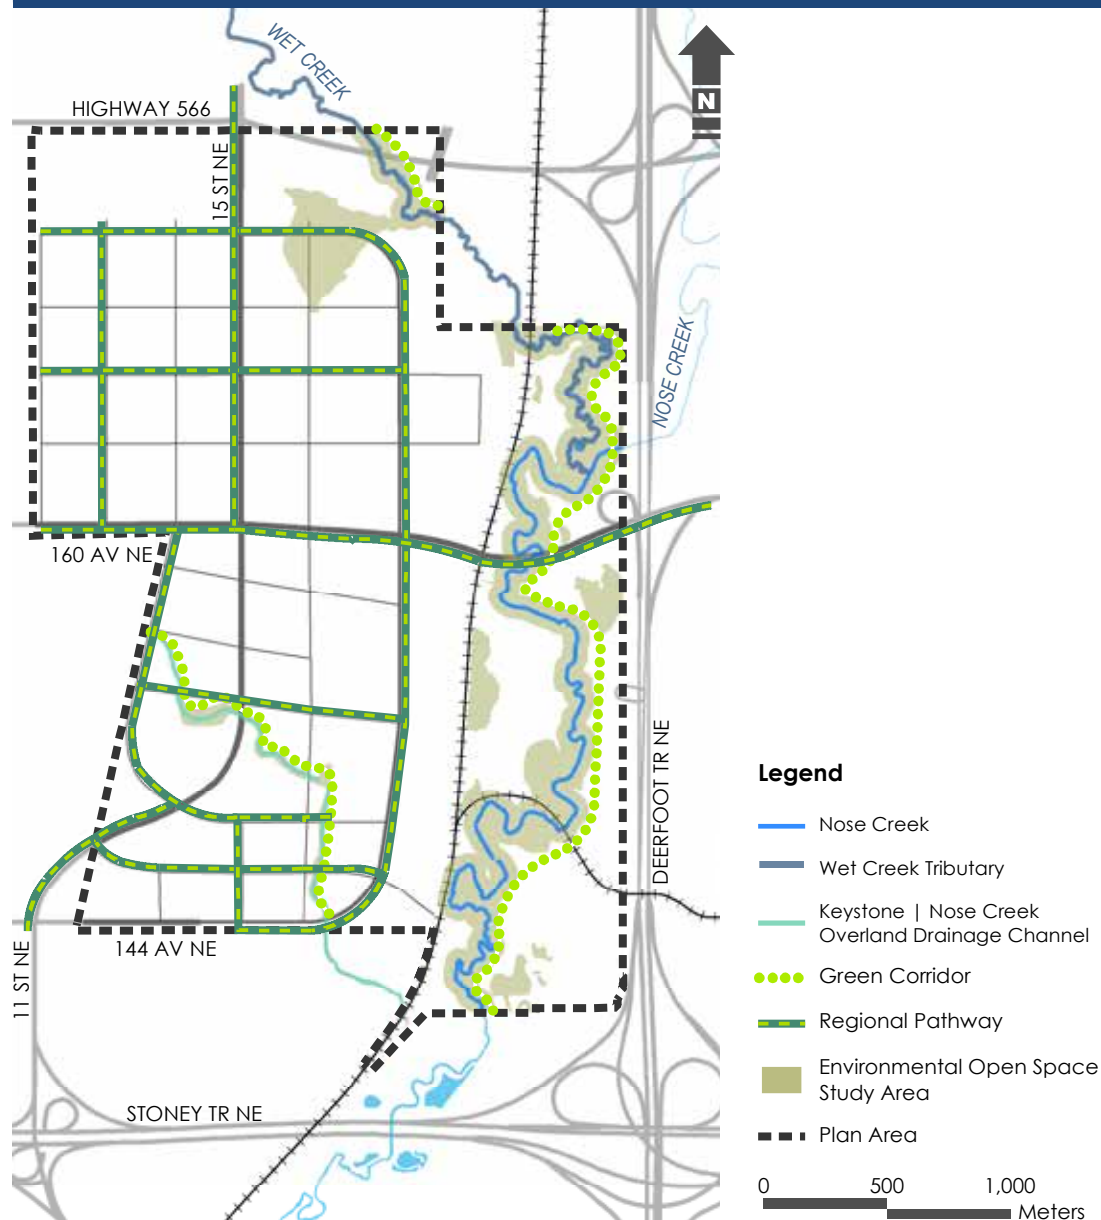 WET CREEK
HIGHWAY 566
N
15 ST NE
NOSE CREEK
160 AV NE
DEERFOOT TR NE
144 AV NE
11 ST NE
STONEY TR NE
Legend
Nose Creek
Wet Creek Tributary
Keystone | Nose Creek
Overland Drainage Channel
Green Corridor
Regional Pathway
Environmental Open Space
Study Area
Plan Area
0 500 1,000
Meters